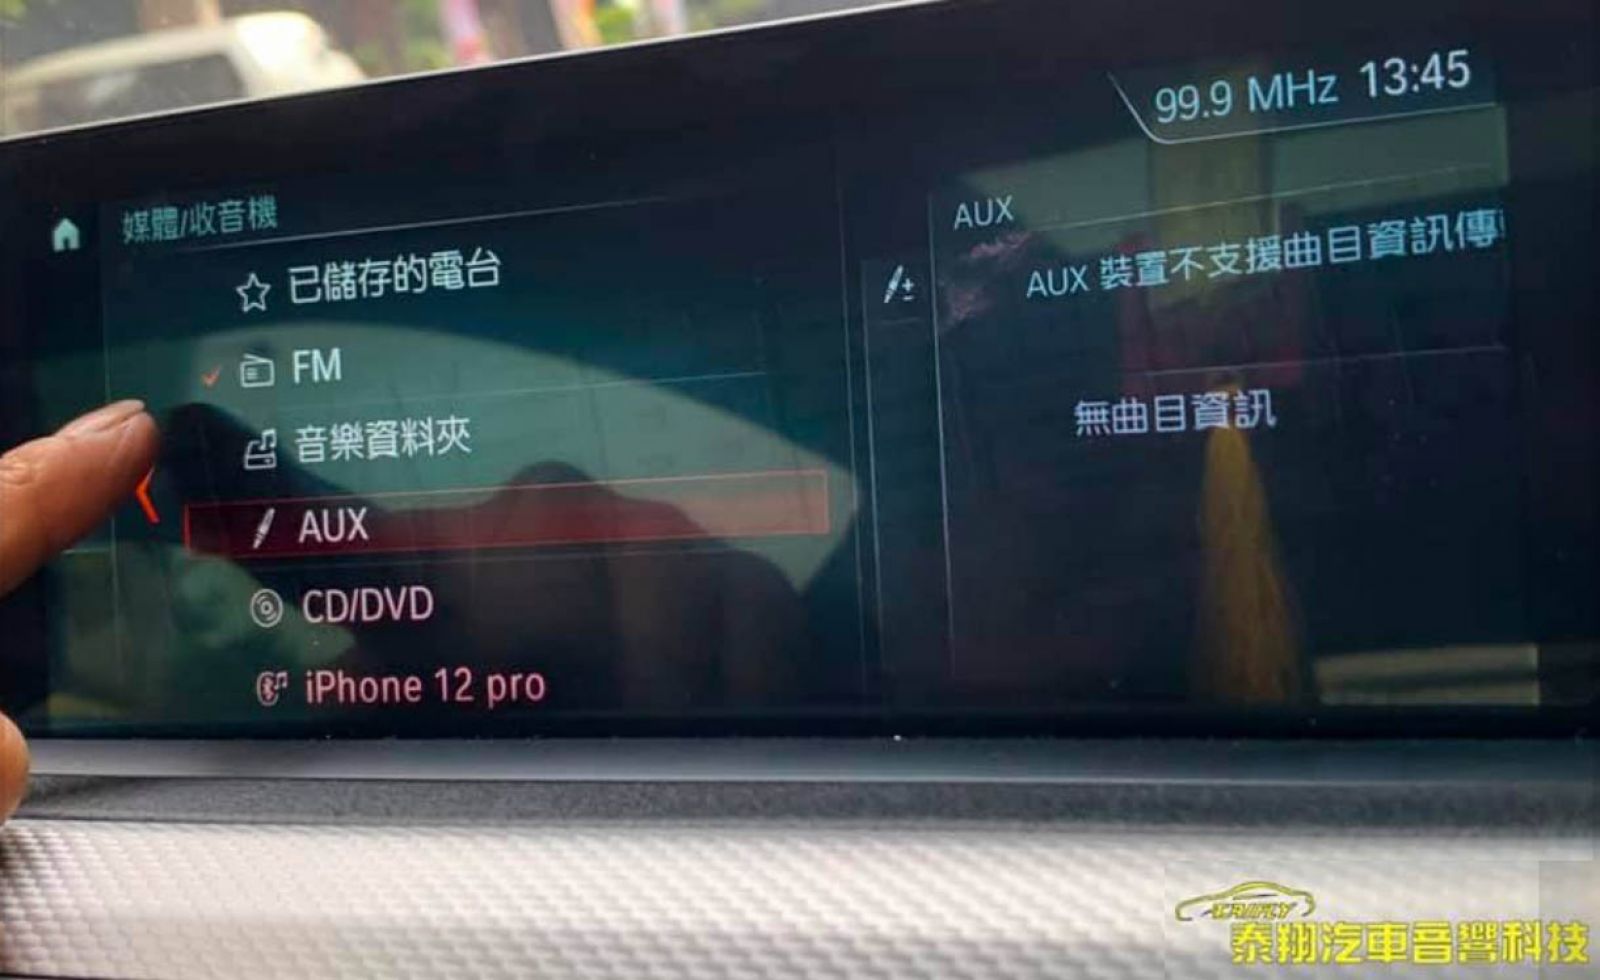 99.9 MHz 13:45
媒體/收音機
已儲存的電台
FM
音樂資料夾
AUX
CD/DVD
iPhone 12 pro
AUX
AUX 裝置不支援曲目資訊傳
無曲目資訊
泰翔汽車音響科技